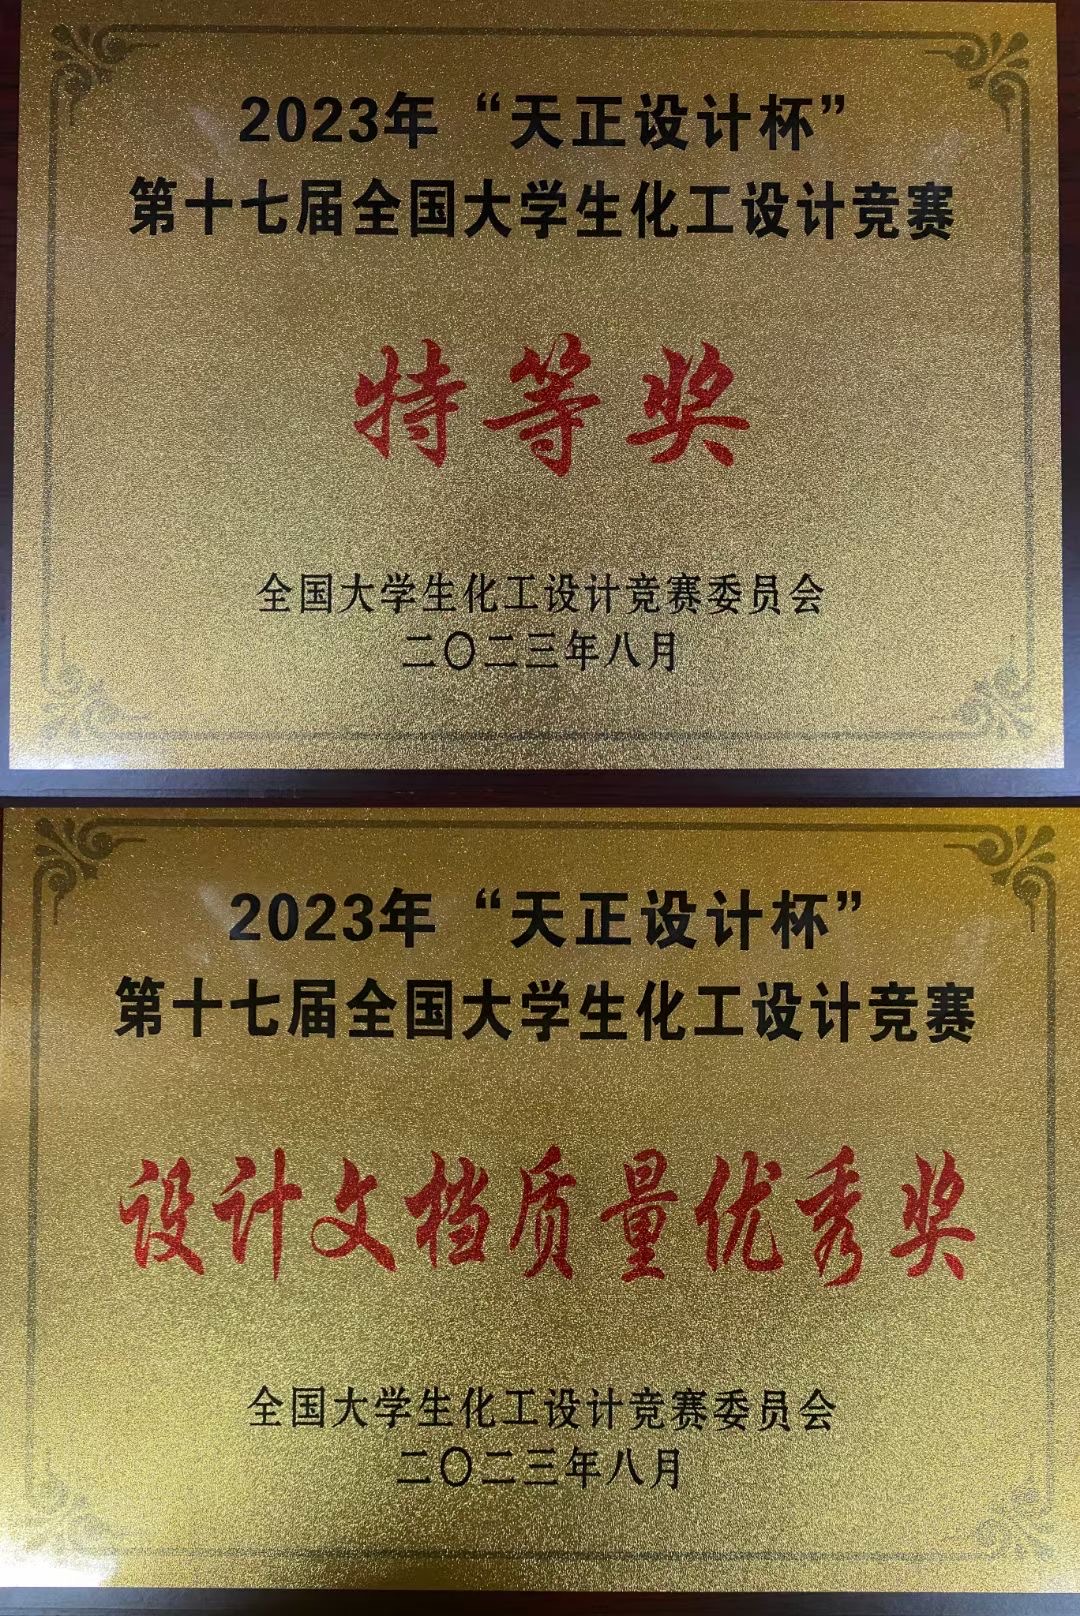 2023年“天正设计杯”
第十七届全国大学生化工设计竞赛
特等奖
全国大学生化工设计竞赛委员会
二〇二三年八月
2023年“天正设计杯”
第十七届全国大学生化工设计竞赛
设计文档质量优秀奖
全国大学生化工设计竞赛委员会
二〇二三年八月